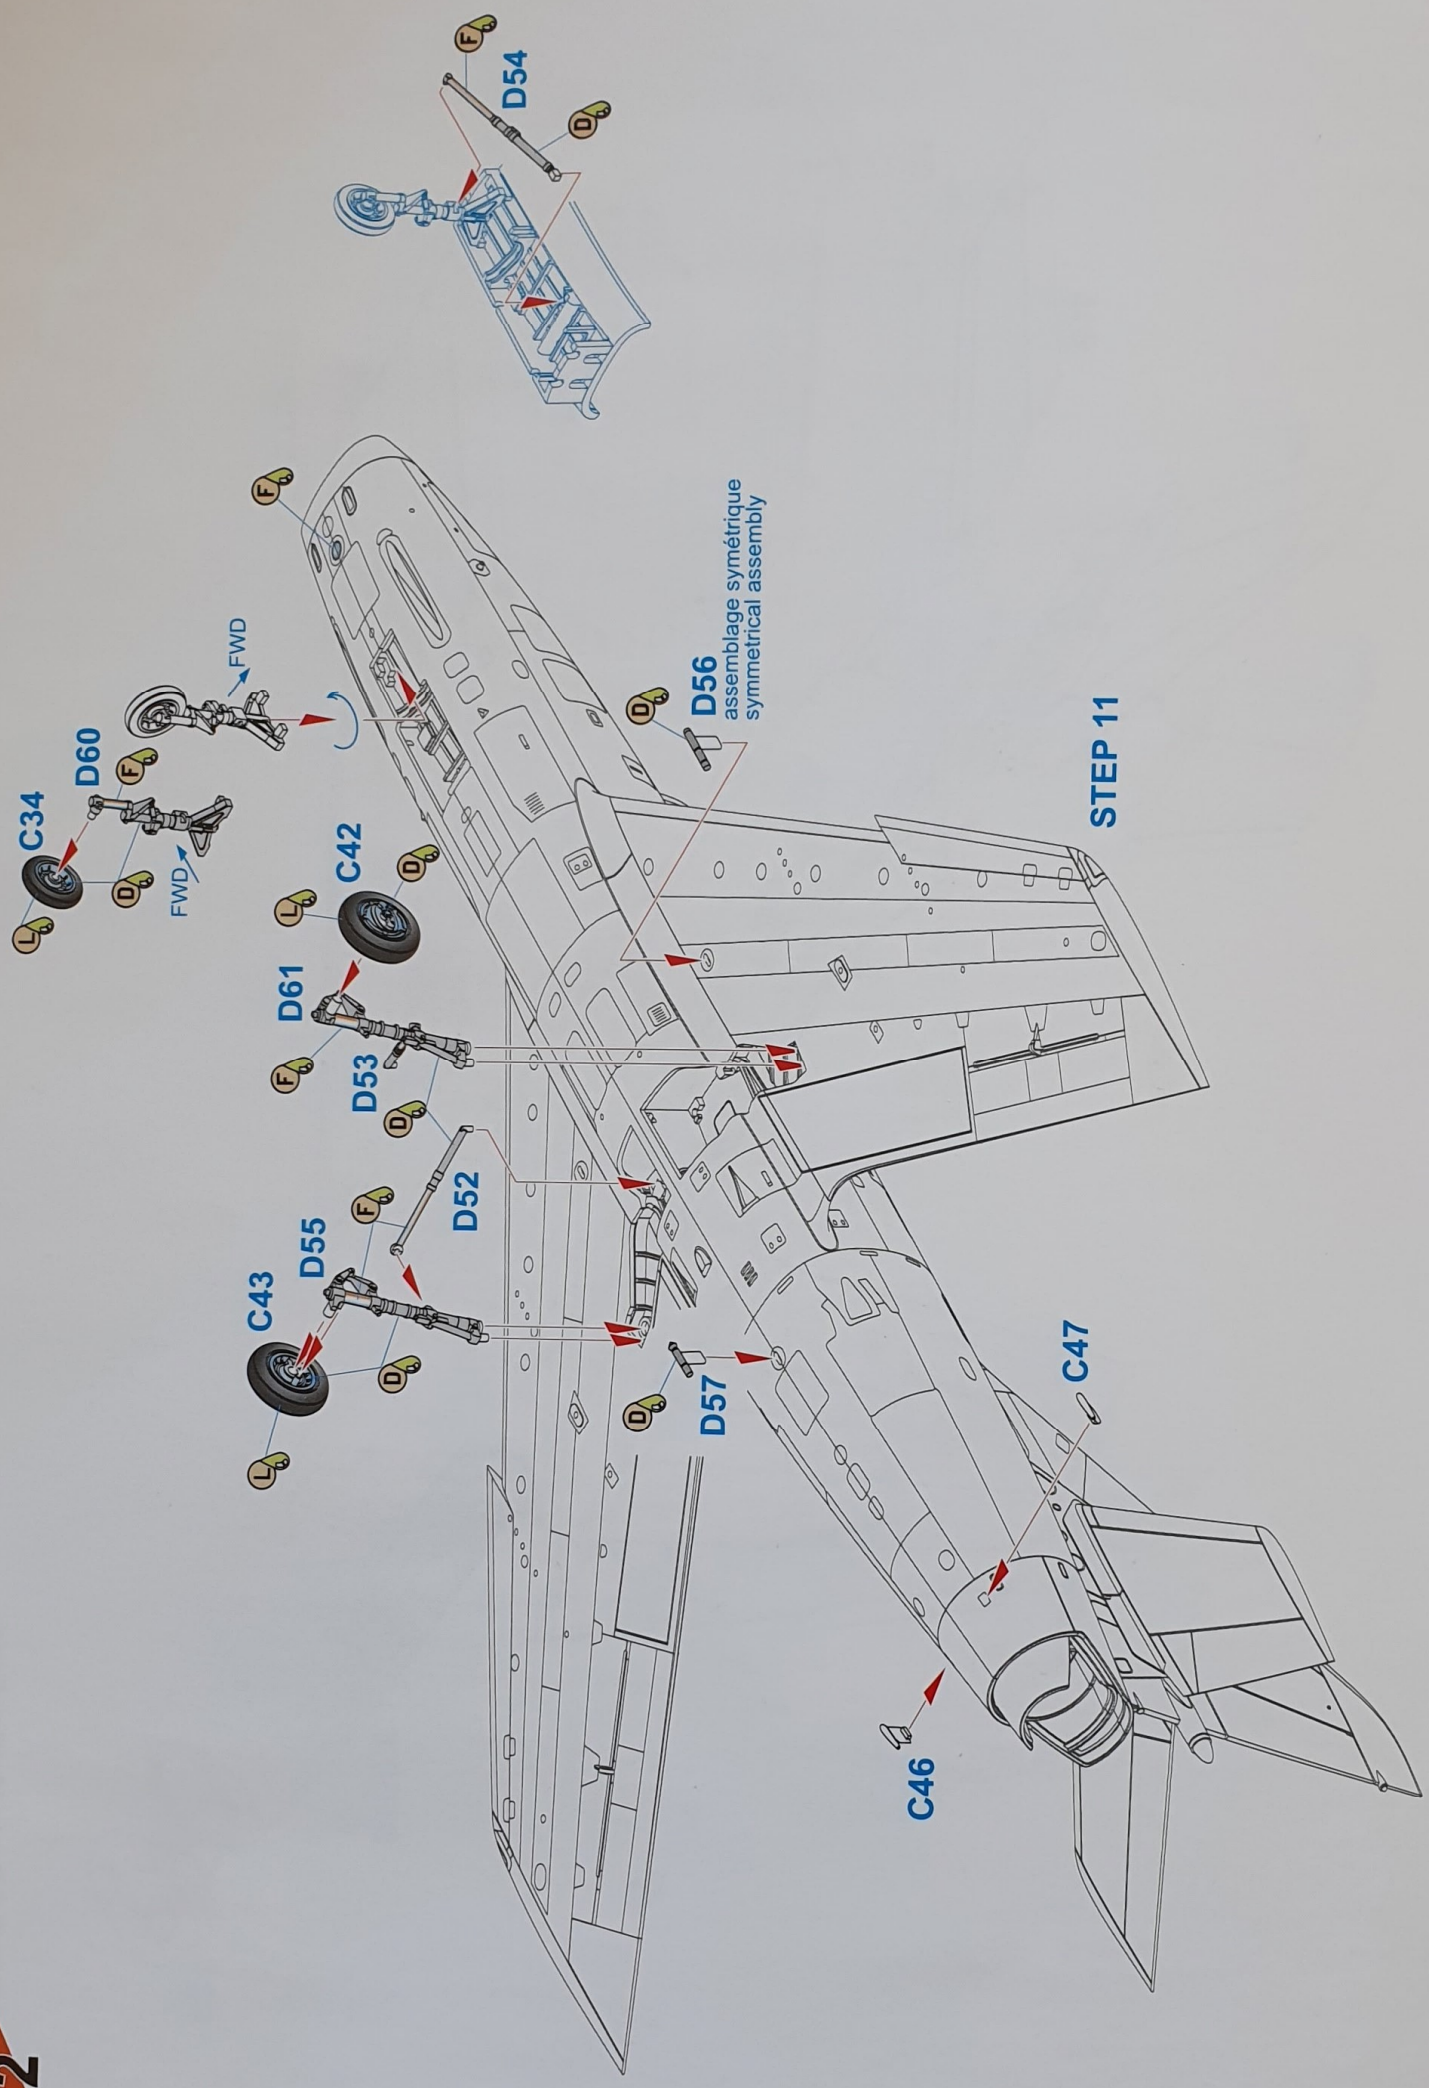 2
L
C34
D60
F
D
FWD
FWD
F
F
D54
D
L
C42
D
D61
F
D53
D
D52
F
D55
C43
L
D
D
D57
D
D56
assemblage symétrique
symmetrical assembly
STEP 11
C47
C46